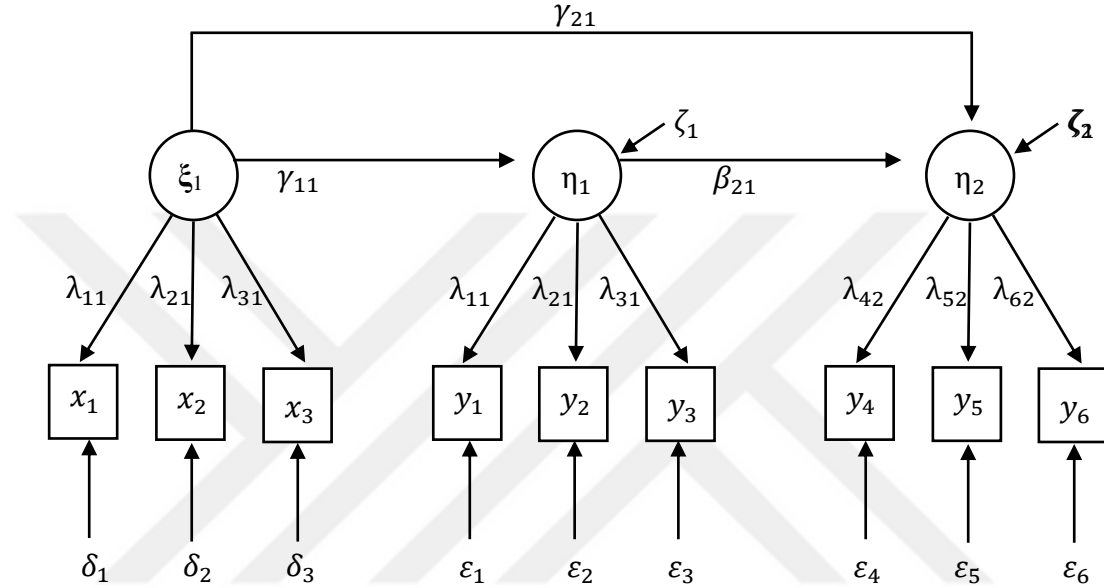 γ₂₁
ζ₁
ξ₁ γ₁₁ η₁ β₂₁ η₂
λ₁₁ λ₂₁ λ₃₁ λ₁₁ λ₂₁ λ₃₁ λ₄₂ λ₅₂ λ₆₂
x₁ x₂ x₃ y₁ y₂ y₃ y₄ y₅ y₆
δ₁ δ₂ δ₃ ε₁ ε₂ ε₃ ε₄ ε₅ ε₆